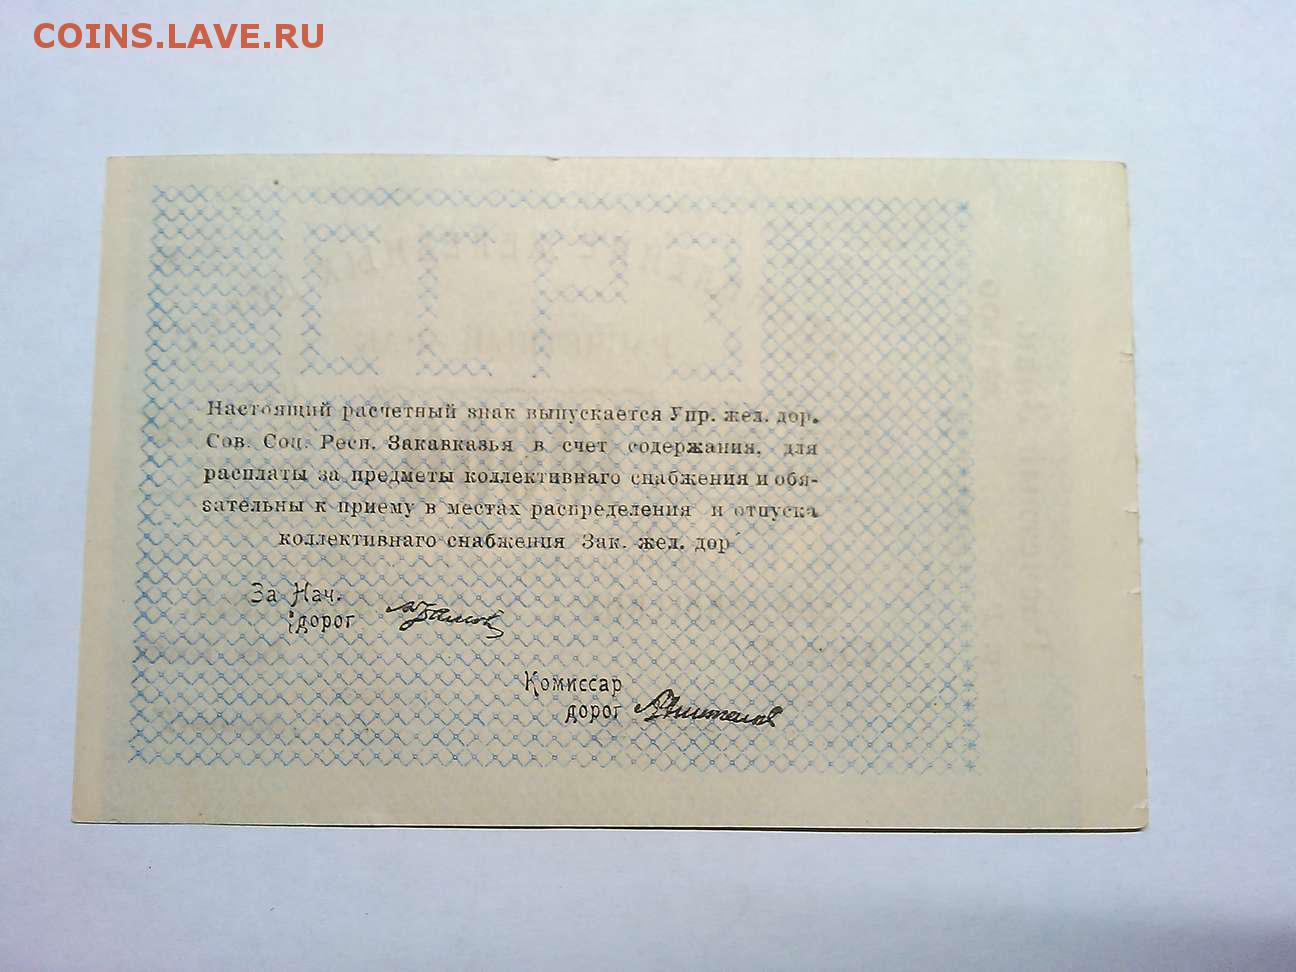 COINS.LAVE.RU
Настоящий расчетный знак выпускается Упр. жел. дор.
Сов. Соц. Респ. Закавказья в счет содержания, для
расплаты за предметы коллективнаго снабжения и обя-
зательны к приему в местах распределения и отпуска
коллективнаго снабжения Зак. жел. дор
За Нач.
дорог
Комиссар
дорог